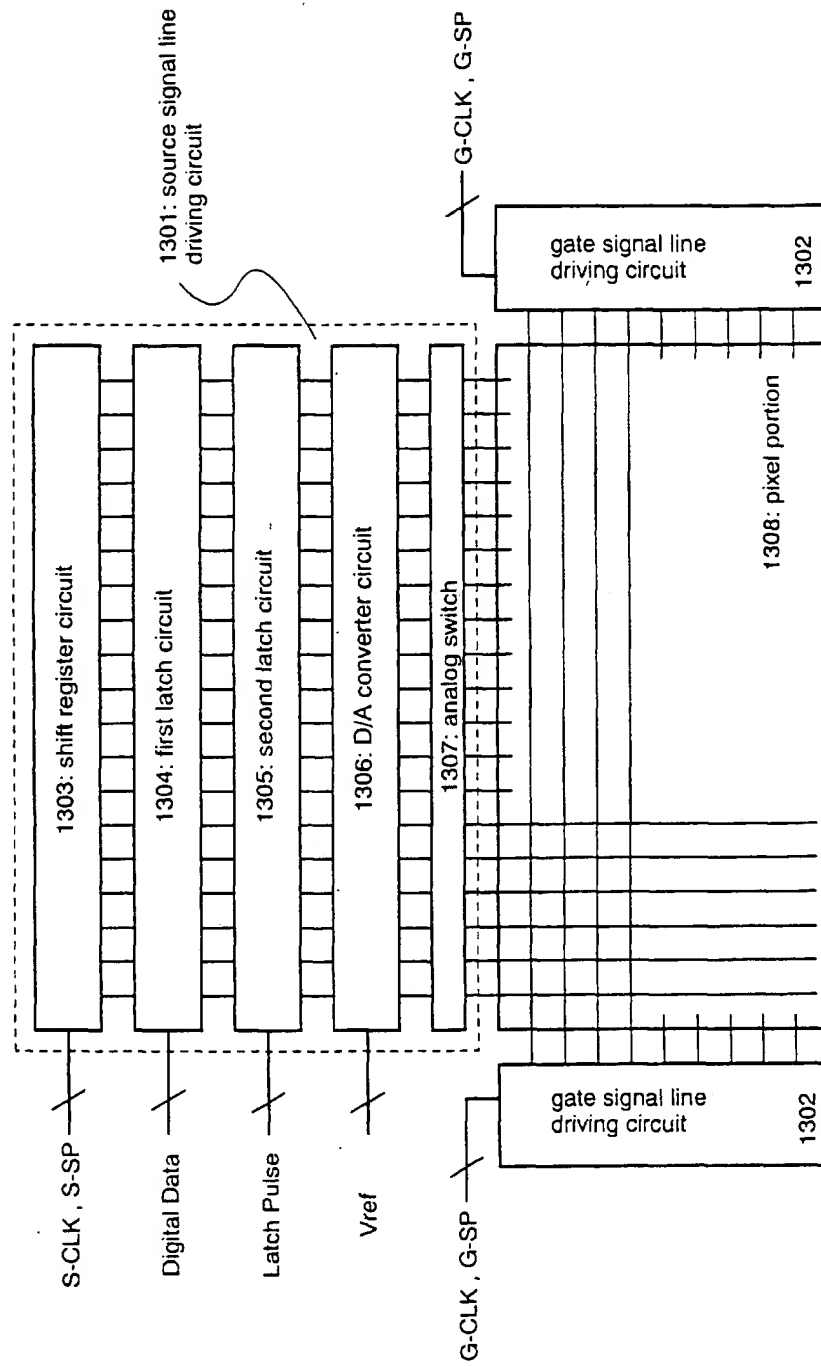 1301: source signal line
driving circuit
S-CLK , S-SP
1303: shift register circuit
Digital Data
1304: first latch circuit
Latch Pulse
1305: second latch circuit
Vref
1306: D/A converter circuit
1307: analog switch
G-CLK , G-SP
G-CLK , G-SP
gate signal line
driving circuit
1302
gate signal line
driving circuit
1302
1308: pixel portion